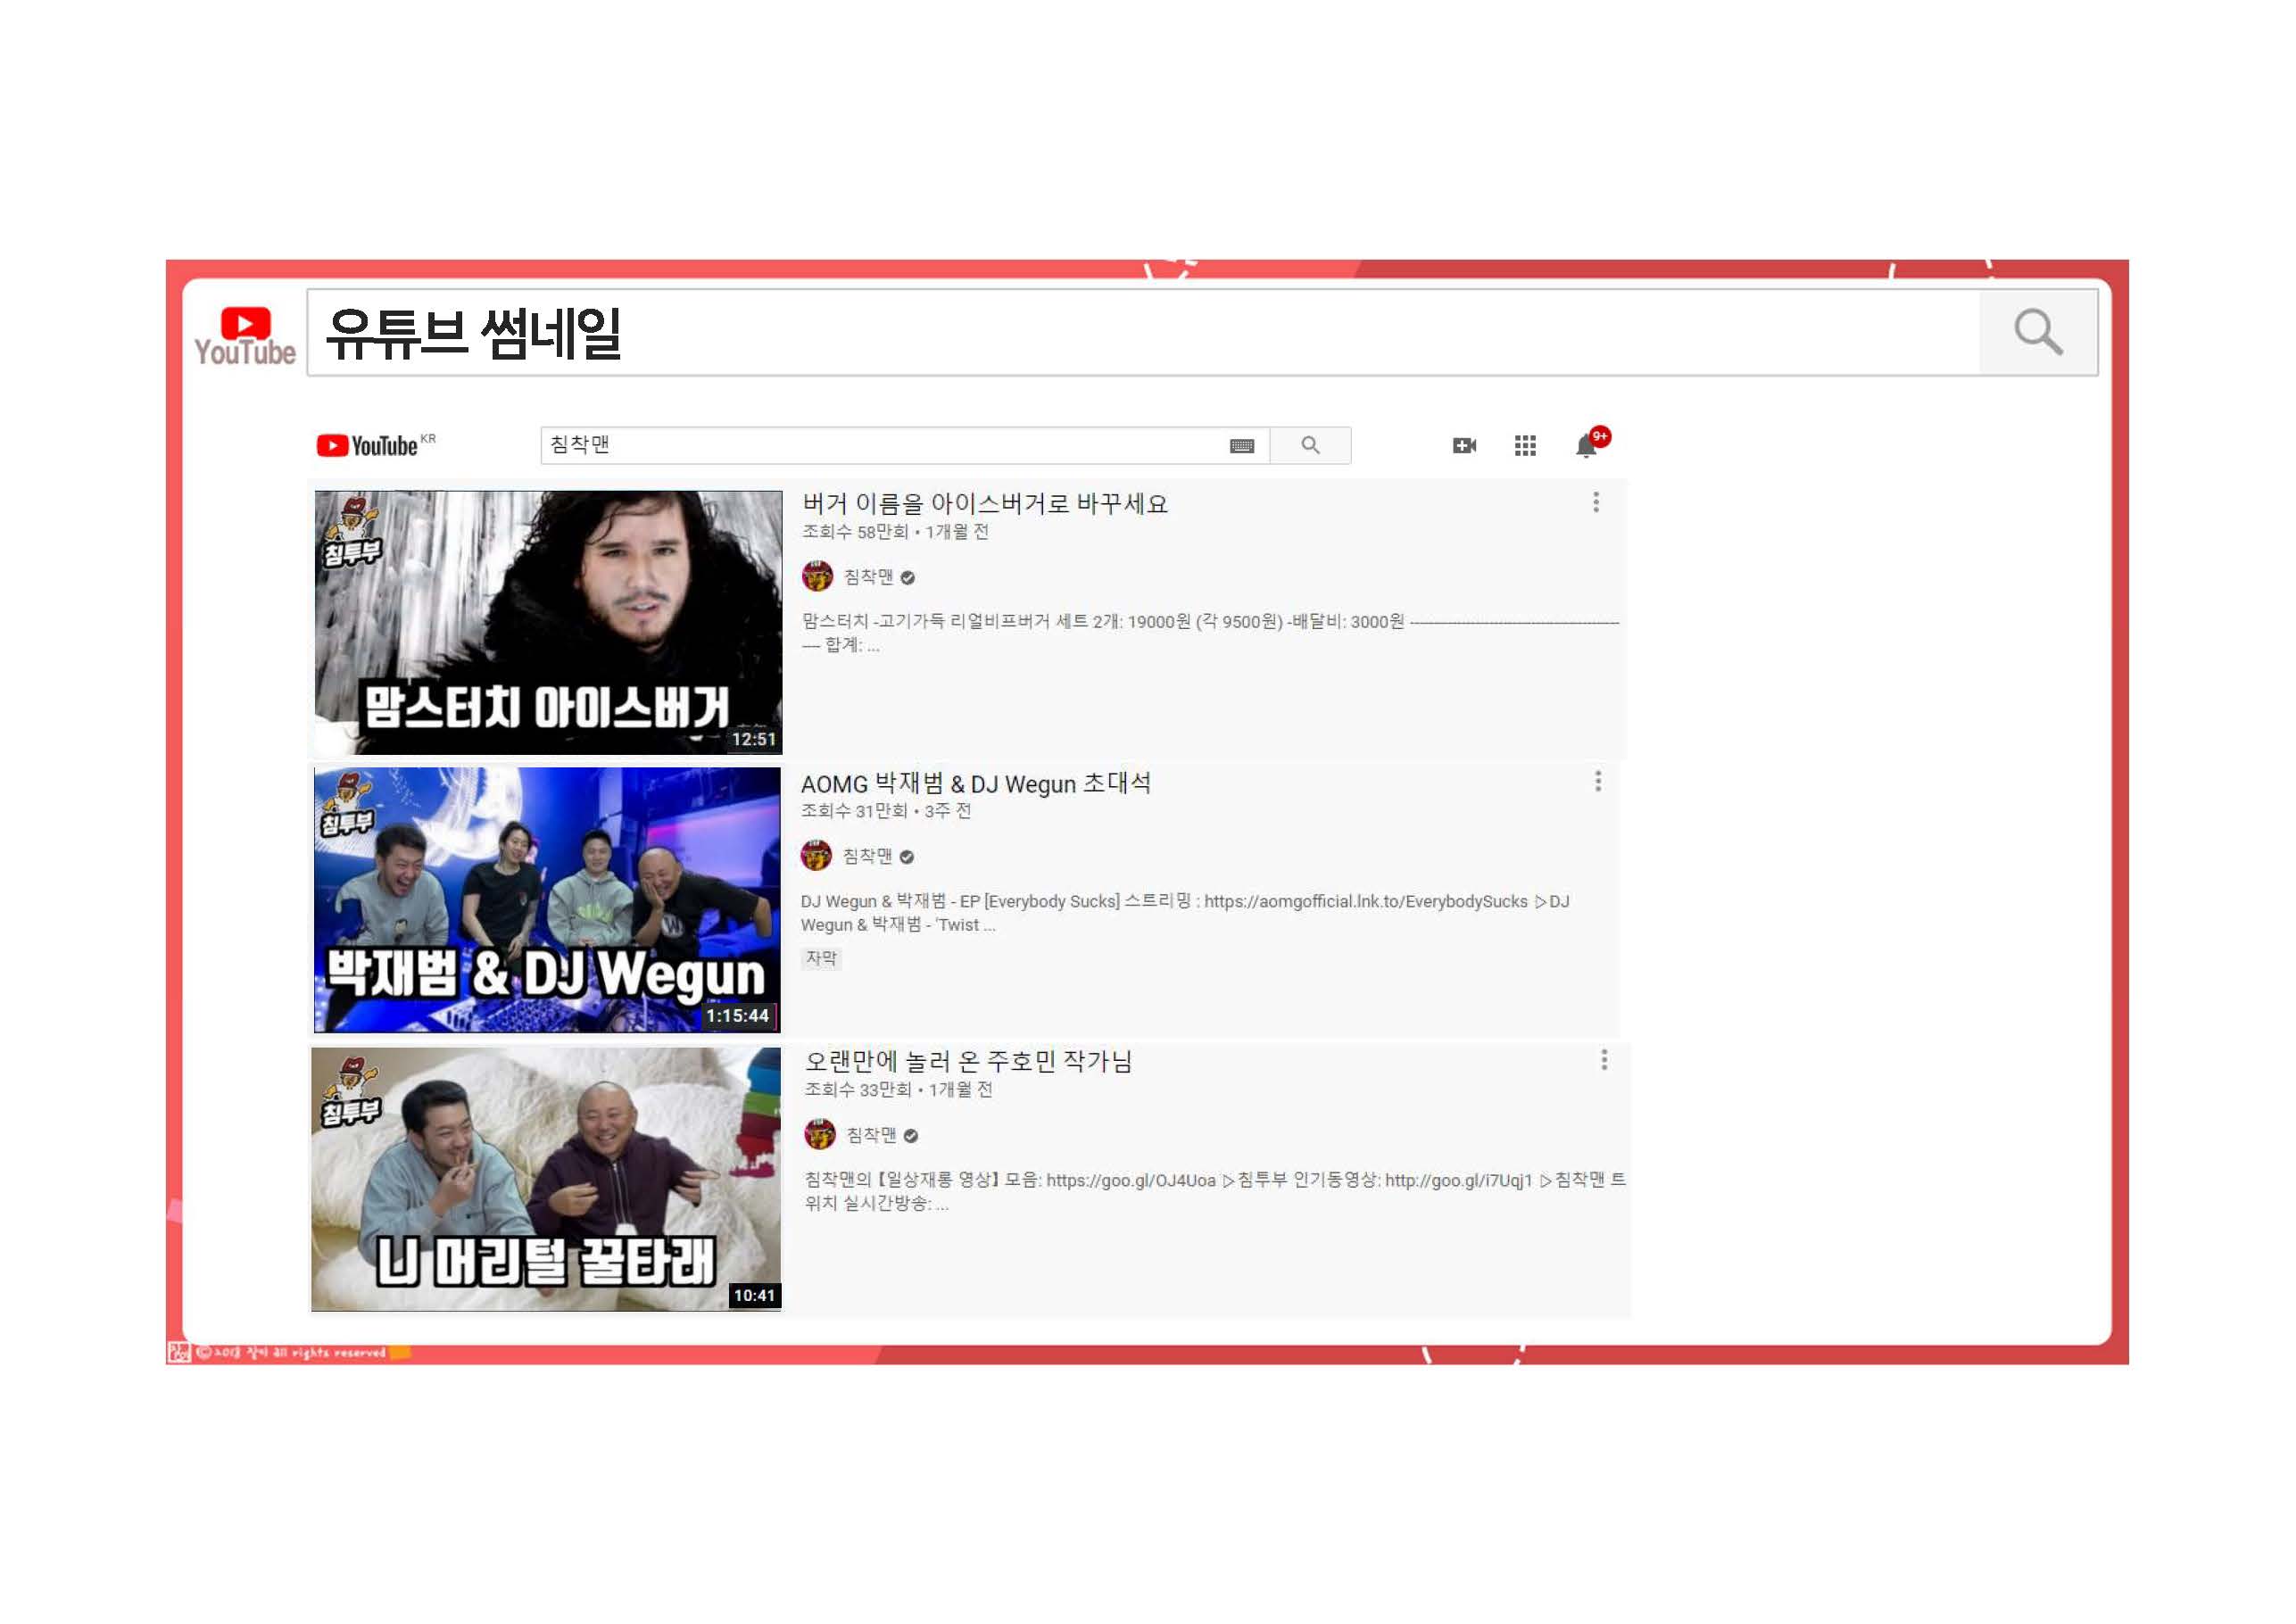 YouTube
유튜브 썸네일
YouTube KR
침착맨
9+
침투부
맘스터치 아이스버거
12:51
버거 이름을 아이스버거로 바꾸세요
조회수 58만회 • 1개월 전
침착맨
맘스터치 -고기가득 리얼비프버거 세트 2개: 19000원 (각 9500원) -배달비: 3000원 ----------------------------------------
--- 합계: ...
침투부
박재범 & DJ Wegun
1:15:44
AOMG 박재범 & DJ Wegun 초대석
조회수 31만회 • 3주 전
침착맨
DJ Wegun & 박재범 - EP [Everybody Sucks] 스트리밍 : https://aomgofficial.lnk.to/EverybodySucks ▷DJ
Wegun & 박재범 - 'Twist ...
자막
침투부
니 머리털 꿀타래
10:41
오랜만에 놀러 온 주호민 작가님
조회수 33만회 • 1개월 전
침착맨
침착맨의 【일상재롱 영상】 모음: https://goo.gl/OJ4Uoa ▷침투부 인기동영상: http://goo.gl/i7Uqj1 ▷침착맨 트
위치 실시간방송: ...
all rights reserved